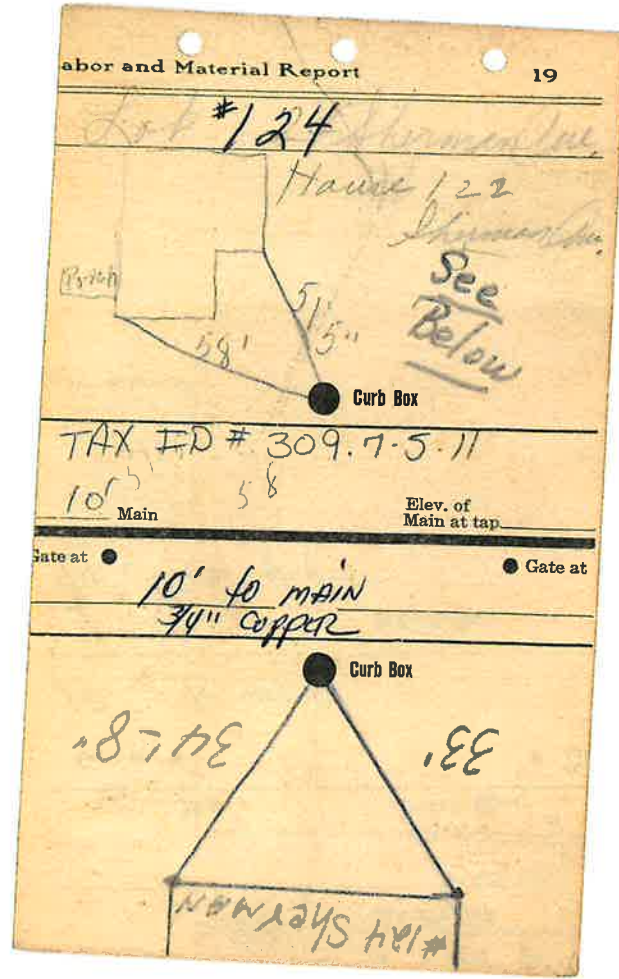 abor and Material Report 19
Lot #124 Sherman Ave.
House 122
Sherman Ave.
See
Below
Porch
51'
5"
58'
Curb Box
TAX ID # 309.7-5-11
51
58
10' Main
Elev. of
Main at tap
Gate at
Gate at
10' to MAIN
3/4" COPPER
Curb Box
34'-8"
33'
#124 Sherman